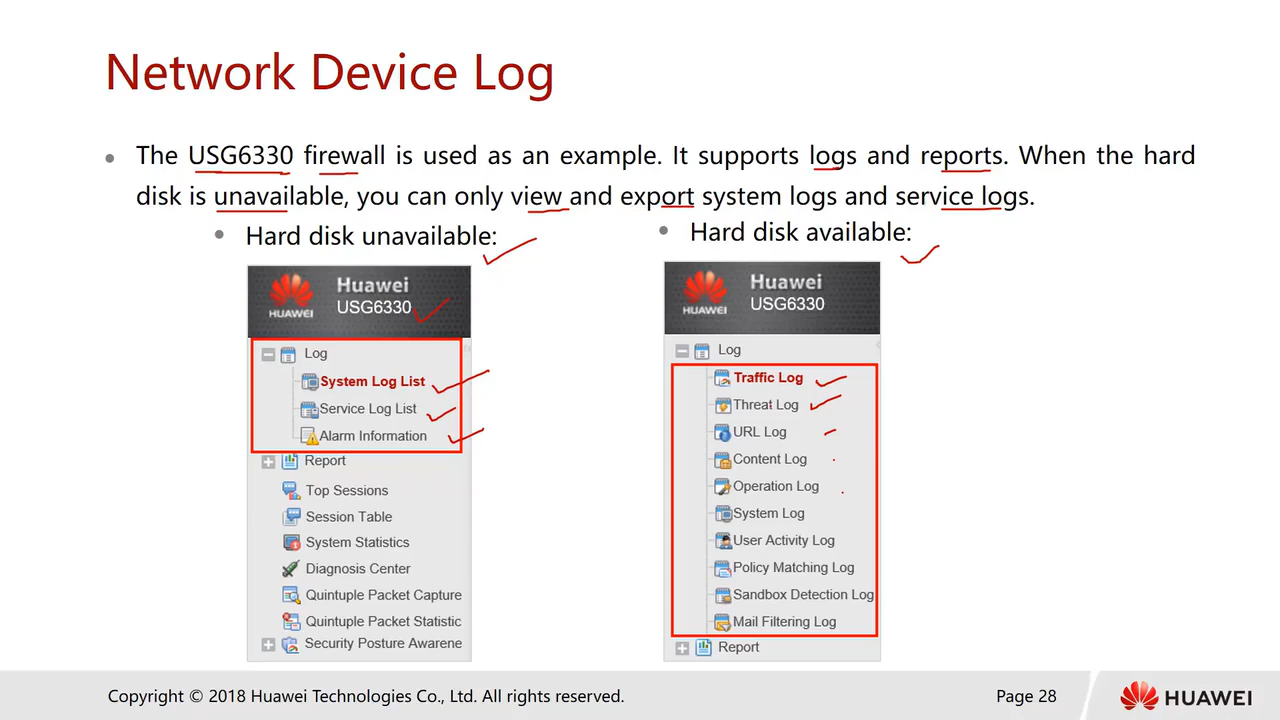 Network Device Log
• The USG6330 firewall is used as an example. It supports logs and reports. When the hard
disk is unavailable, you can only view and export system logs and service logs.
• Hard disk unavailable:
Huawei
USG6330
HUAWEI
Log
System Log List
Service Log List
Alarm Information
Report
Top Sessions
Session Table
System Statistics
Diagnosis Center
Quintuple Packet Capture
Quintuple Packet Statistic
Security Posture Awarene
• Hard disk available:
Huawei
USG6330
HUAWEI
Log
Traffic Log
Threat Log
URL Log
Content Log
Operation Log
System Log
User Activity Log
Policy Matching Log
Sandbox Detection Log
Mail Filtering Log
Report
Copyright © 2018 Huawei Technologies Co., Ltd. All rights reserved.
Page 28
HUAWEI